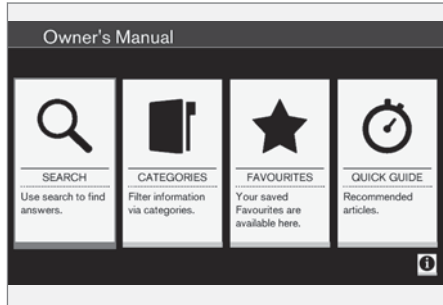 Owner's Manual
SEARCH
Use search to find
answers.
CATEGORIES
Filter information
via categories.
FAVOURITES
Your saved
Favourites are
available here.
QUICK GUIDE
Recommended
articles.